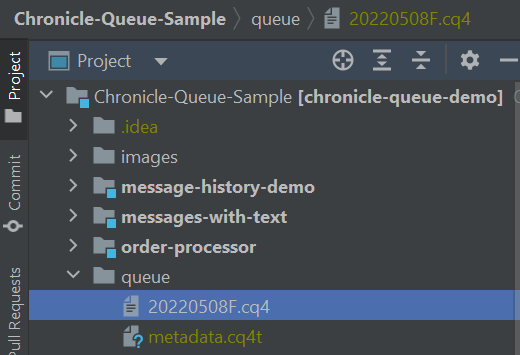 Chronicle-Queue-Sample queue 20220508F.cq4
Project
Project
Commit
Pull Requests
Chronicle-Queue-Sample [chronicle-queue-demo]
.idea
images
message-history-demo
messages-with-text
order-processor
queue
20220508F.cq4
metadata.cq4t